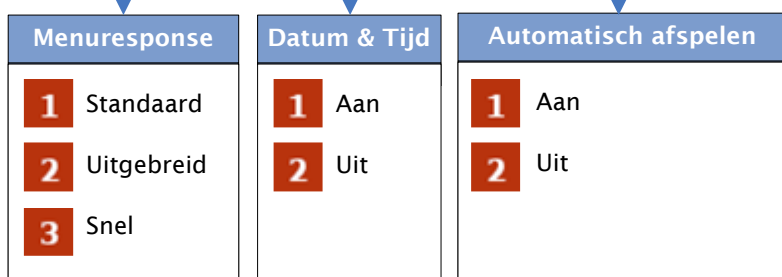 Menuresponse
1 Standaard
2 Uitgebreid
3 Snel
Datum & Tijd
1 Aan
2 Uit
Automatisch afspelen
1 Aan
2 Uit